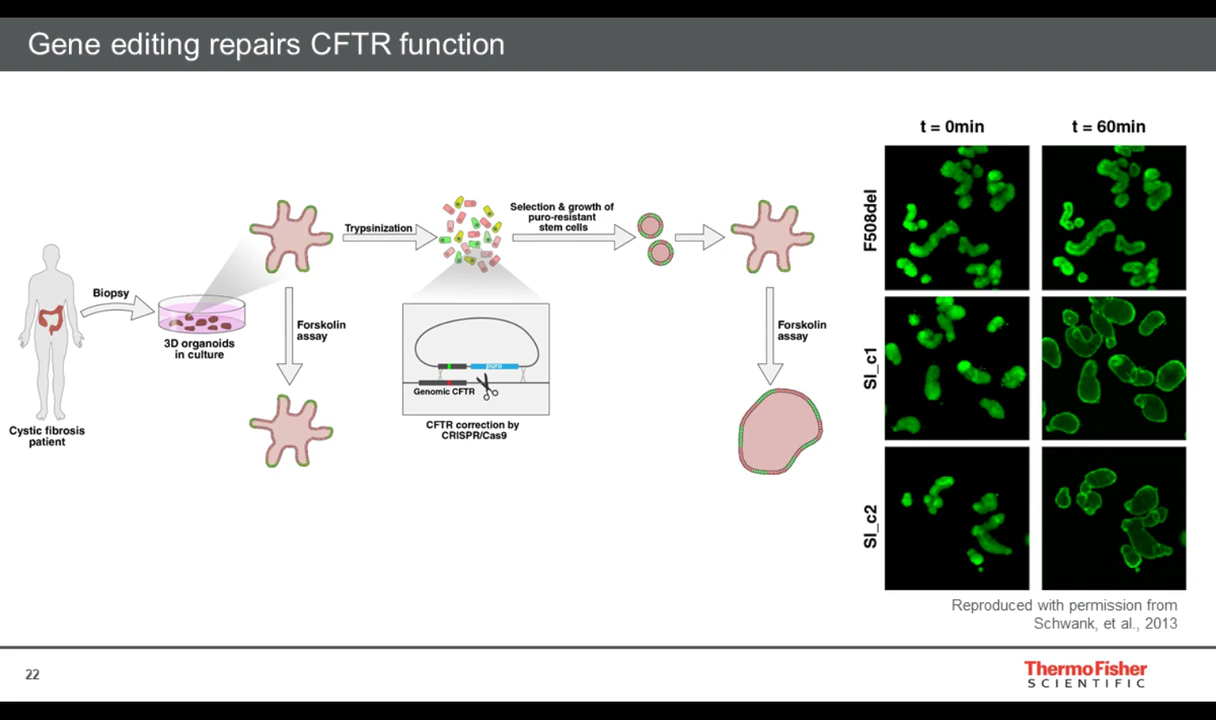 Gene editing repairs CFTR function
Cystic fibrosis
patient
Biopsy
3D organoids
in culture
Forskolin
assay
Trypsinization
puro
Genomic CFTR
CFTR correction by
CRISPR/Cas9
Selection & growth of
puro-resistant
stem cells
Forskolin
assay
t = 0min
t = 60min
F508del
SI_c1
SI_c2
Reproduced with permission from
Schwank, et al., 2013
22
ThermoFisher
SCIENTIFIC